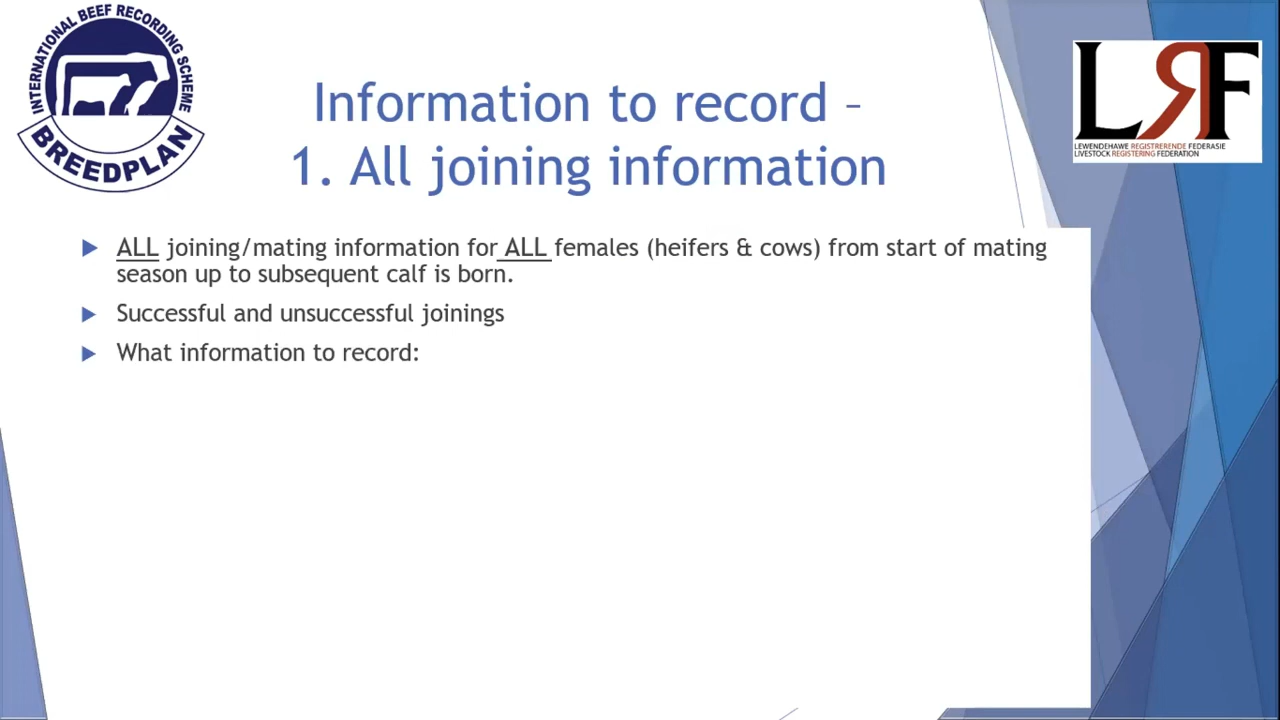 INTERNATIONAL BEEF RECORDING SCHEME
BREEDPLAN
LRF
LEWENDEHAWE REGISTRERENDE FEDERASIE
LIVESTOCK REGISTERING FEDERATION
Information to record –
1. All joining information
ALL joining/mating information for ALL females (heifers & cows) from start of mating
season up to subsequent calf is born.
Successful and unsuccessful joinings
What information to record: